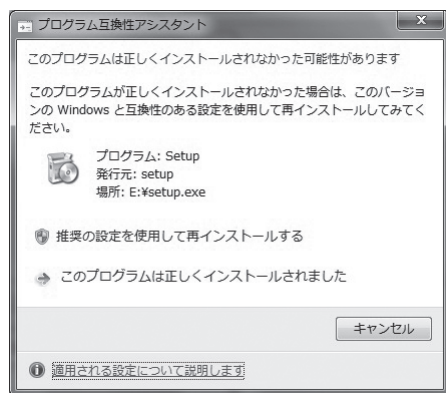 プログラム互換性アシスタント
このプログラムは正しくインストールされなかった可能性があります
このプログラムが正しくインストールされなかった場合は、このバージョ
ンの Windows と互換性のある設定を使用して再インストールしてみてく
ださい。
プログラム: Setup
発行元: setup
場所: E:¥setup.exe
推奨の設定を使用して再インストールする
このプログラムは正しくインストールされました
キャンセル
適用される設定について説明します